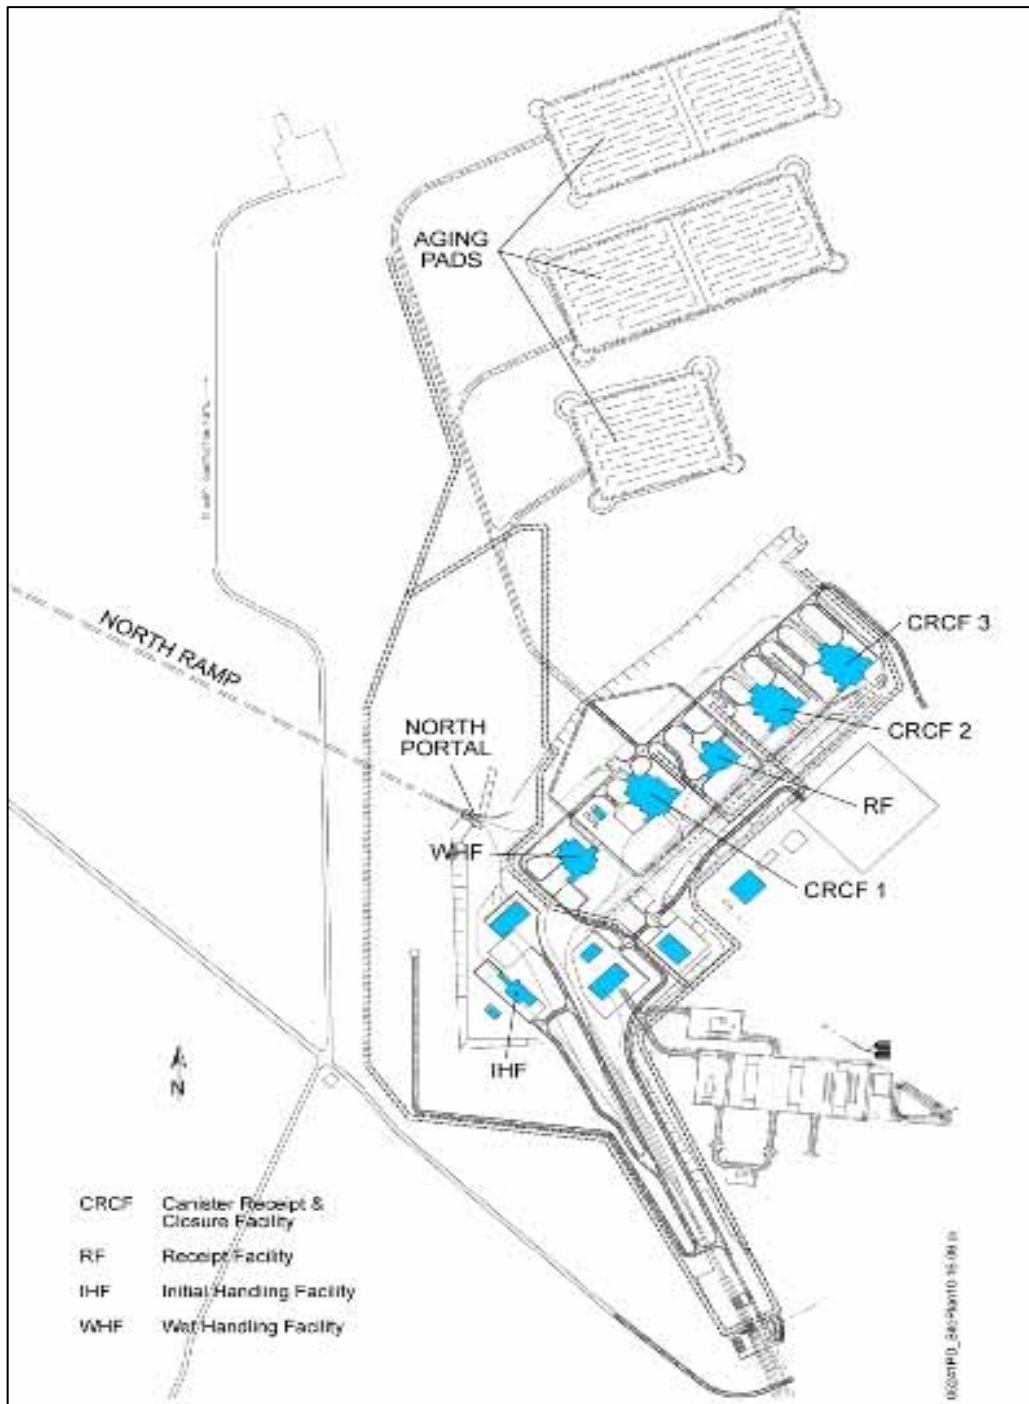 AGING
PADS
NORTH RAMP
NORTH
PORTAL
CRCF 3
CRCF 2
RF
WHF
CRCF 1
IHF
N
CRCF Canister Receipt &
Closure Facility
RF Receipt Facility
IHF Initial Handling Facility
WHF Wet Handling Facility